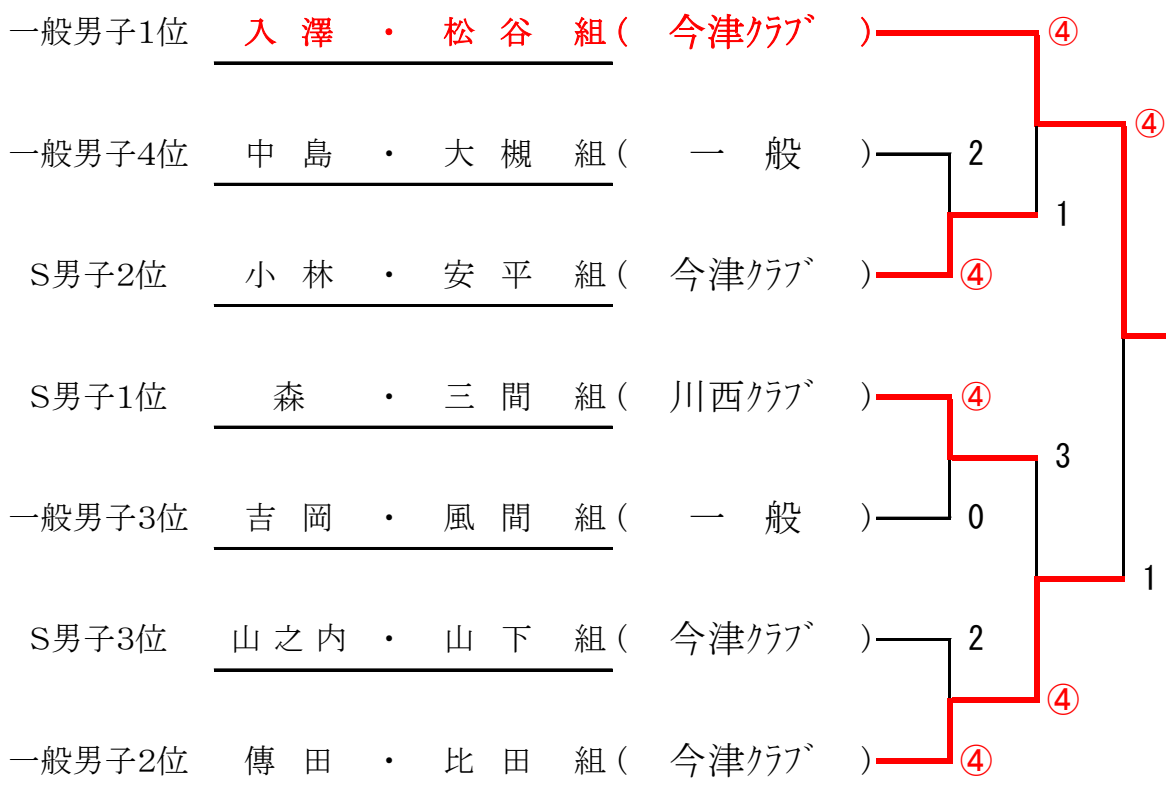 一般男子1位 入澤・松谷組( 今津ｸﾗﾌﾞ ) ④
④
一般男子4位 中島・大槻組( 一般 ) 2
1
S男子2位 小林・安平組( 今津ｸﾗﾌﾞ ) ④
S男子1位 森・三間組( 川西ｸﾗﾌﾞ ) ④
3
一般男子3位 吉岡・風間組( 一般 ) 0
1
S男子3位 山之内・山下組( 今津ｸﾗﾌﾞ ) 2
④
一般男子2位 傳田・比田組( 今津ｸﾗﾌﾞ ) ④